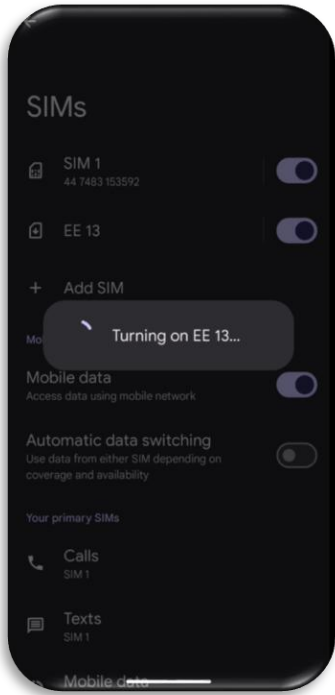 SIMs
SIM 1
44 7483 153592
EE 13
Add SIM
Turning on EE 13...
Mobile data
Access data using mobile network
Automatic data switching
Use data from either SIM depending on
coverage and availability
Your primary SIMs
Calls
SIM 1
Texts
SIM 1
Mobile data